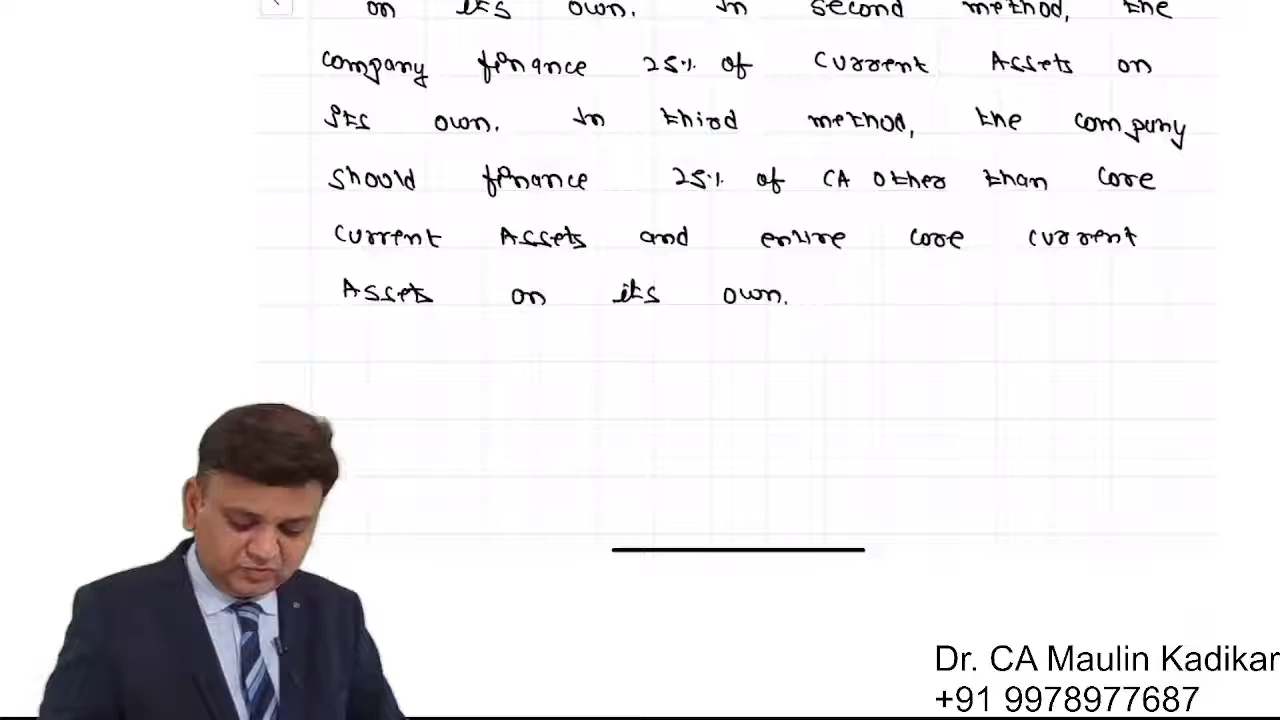 on its own. In second method, the
company finance 25% of Current Assets on
its own. In third method, the company
should finance 25% of CA other than core
current Assets and entire core current
Assets on its own.
Dr. CA Maulin Kadikar
+91 9978977687